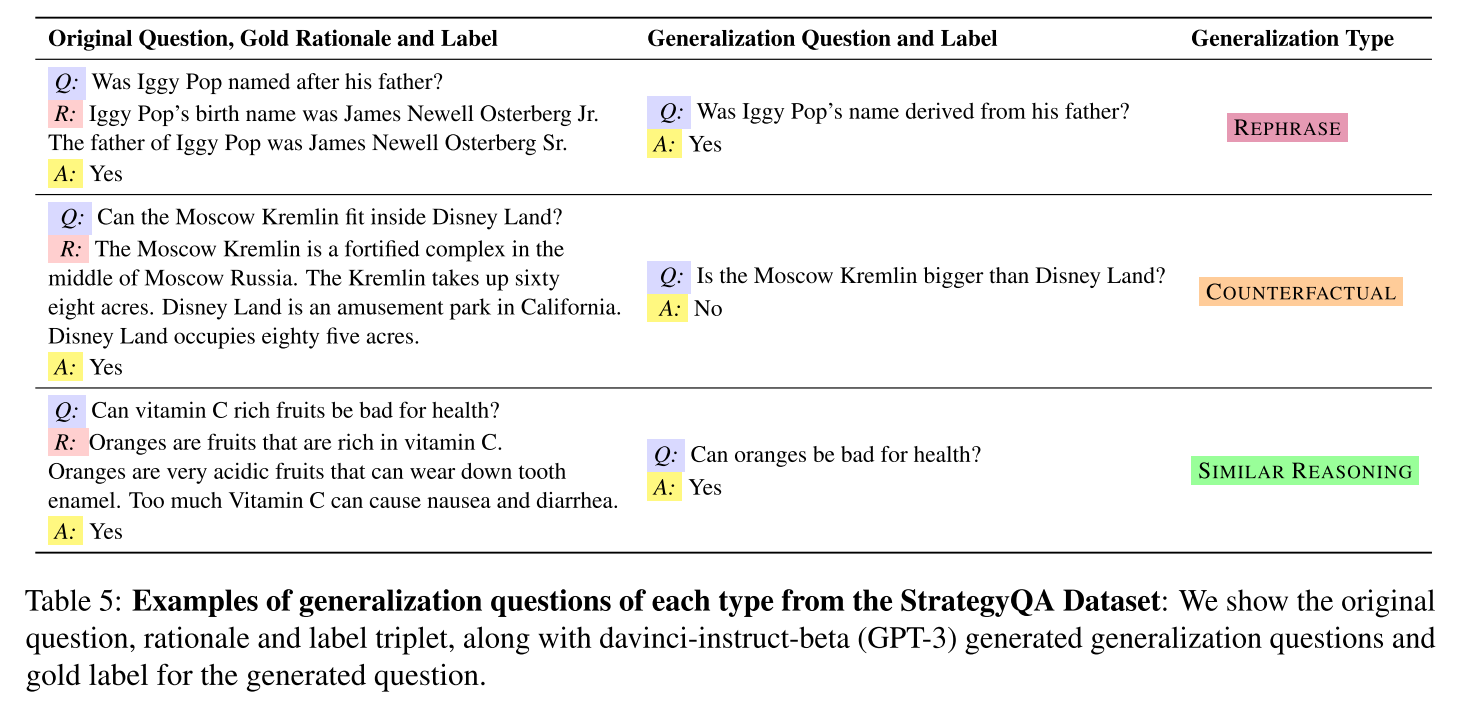 Original Question, Gold Rationale and Label Generalization Question and Label Generalization Type
Q: Was Iggy Pop named after his father?
R: Iggy Pop's birth name was James Newell Osterberg Jr.
The father of Iggy Pop was James Newell Osterberg Sr.
A: Yes
Q: Was Iggy Pop's name derived from his father?
A: Yes
REPHRASE
Q: Can the Moscow Kremlin fit inside Disney Land?
R: The Moscow Kremlin is a fortified complex in the
middle of Moscow Russia. The Kremlin takes up sixty
eight acres. Disney Land is an amusement park in California.
Disney Land occupies eighty five acres.
A: Yes
Q: Is the Moscow Kremlin bigger than Disney Land?
A: No
COUNTERFACTUAL
Q: Can vitamin C rich fruits be bad for health?
R: Oranges are fruits that are rich in vitamin C.
Oranges are very acidic fruits that can wear down tooth
enamel. Too much Vitamin C can cause nausea and diarrhea.
A: Yes
Q: Can oranges be bad for health?
A: Yes
SIMILAR REASONING
Table 5: Examples of generalization questions of each type from the StrategyQA Dataset: We show the original
question, rationale and label triplet, along with davinci-instruct-beta (GPT-3) generated generalization questions and
gold label for the generated question.